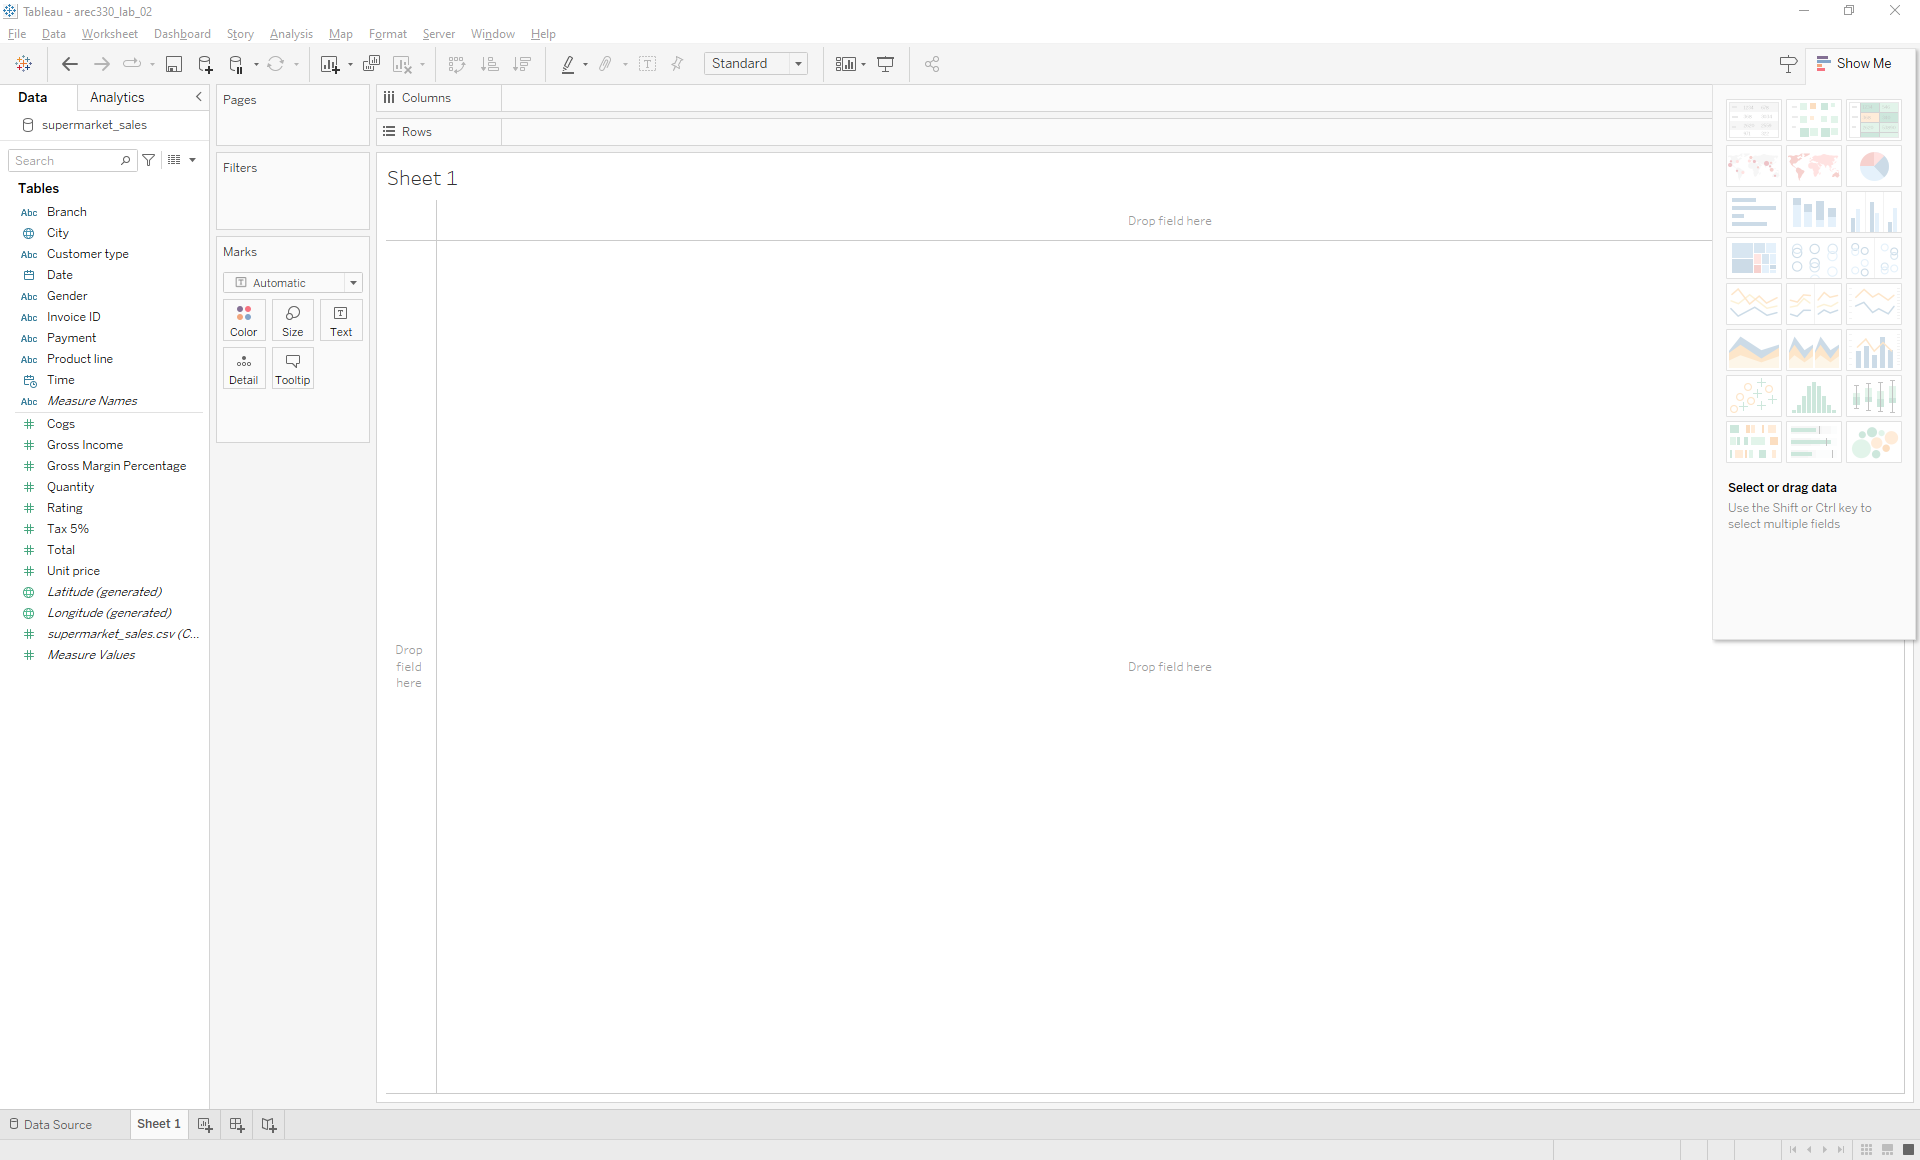 Tableau - arec330_lab_02
File Data Worksheet Dashboard Story Analysis Map Format Server Window Help
Standard
Show Me
Data Analytics
supermarket_sales
Search
Tables
Abc Branch
City
Abc Customer type
Date
Abc Gender
Abc Invoice ID
Abc Payment
Abc Product line
Time
Abc Measure Names
# Cogs
# Gross Income
# Gross Margin Percentage
# Quantity
# Rating
# Tax 5%
# Total
# Unit price
Latitude (generated)
Longitude (generated)
# supermarket_sales.csv (C...
# Measure Values
Pages
Filters
Marks
Automatic
Color Size Text
Detail Tooltip
Columns
Rows
Sheet 1
Drop field here
Drop
field
here
Drop field here
Select or drag data
Use the Shift or Ctrl key to
select multiple fields
Data Source
Sheet 1